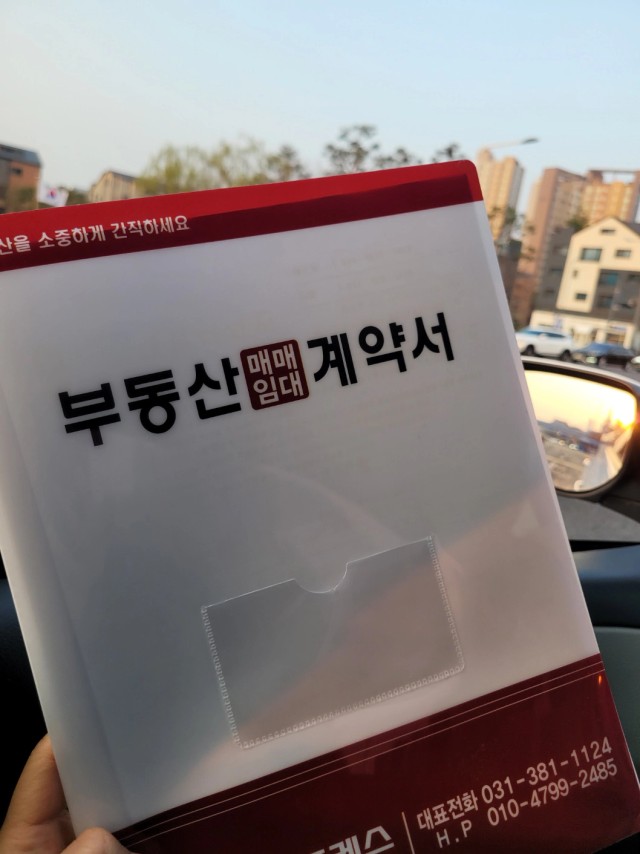 산을 소중하게 간직하세요
부동산 매매 임대 계약서
대표전화 031-381-1124
H.P 010-4799-2485